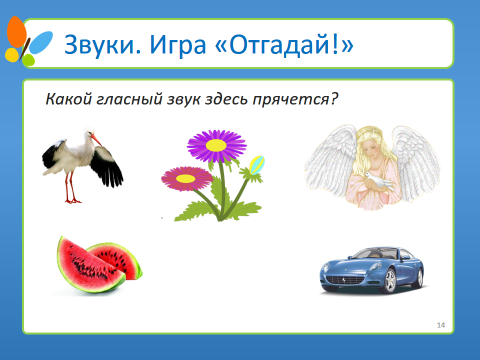 Звуки. Игра «Отгадай!»
Какой гласный звук здесь прячется?
14